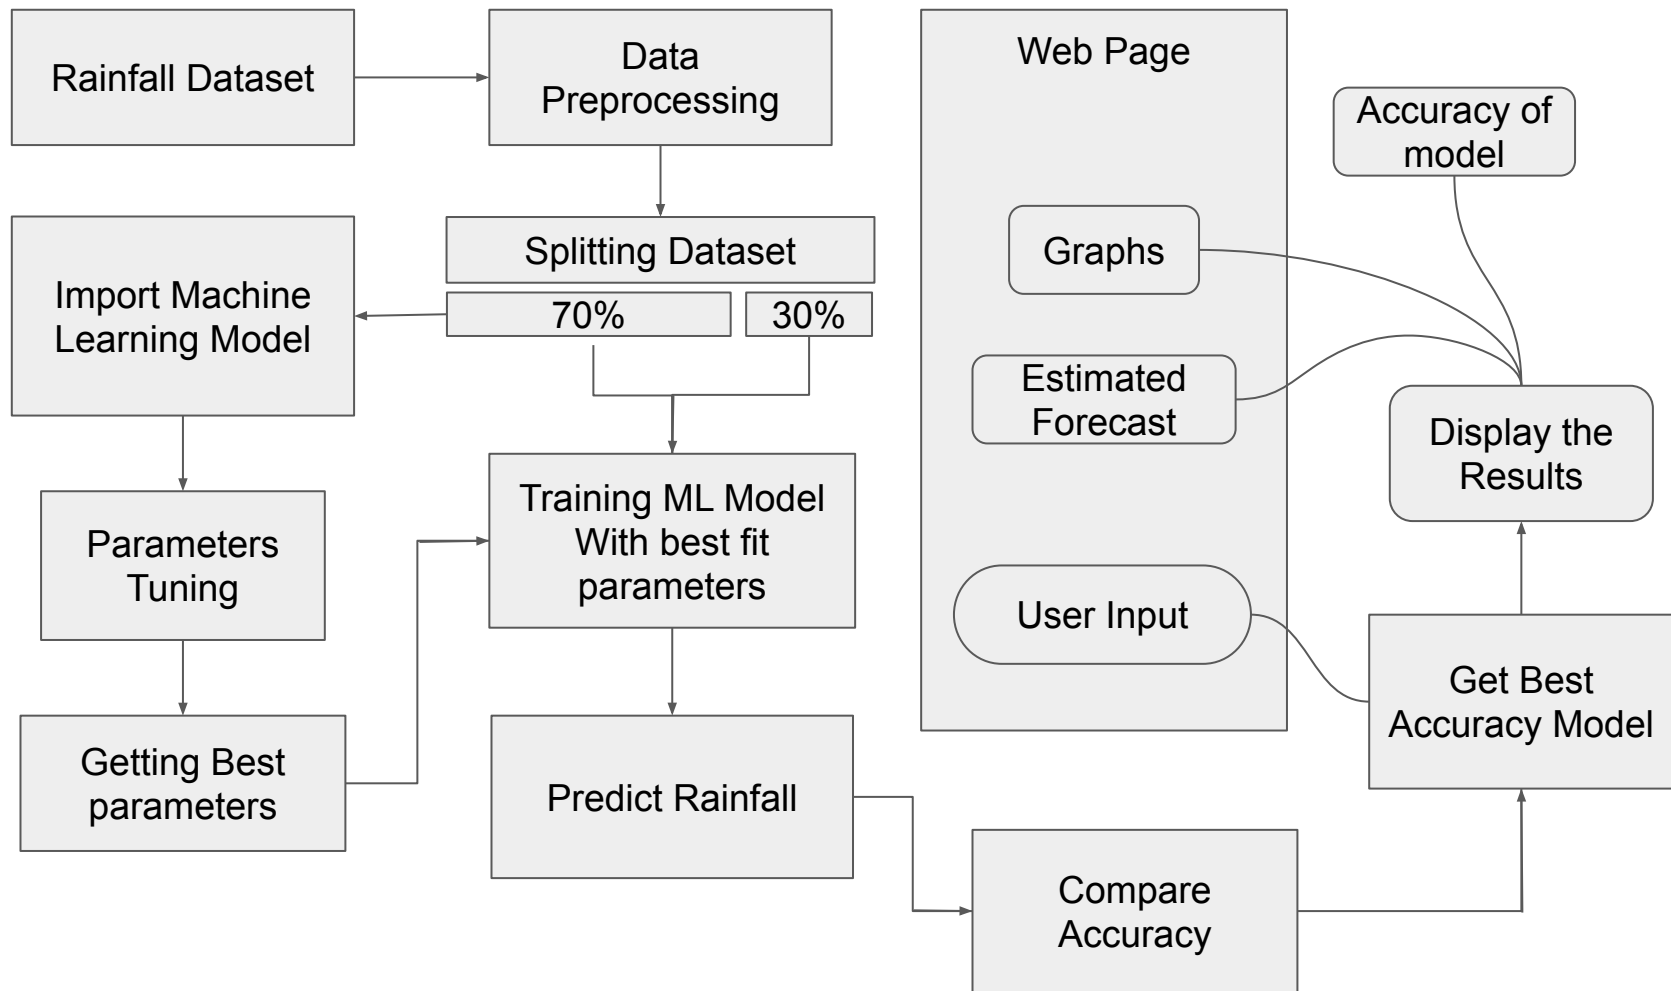 Rainfall Dataset
Data
Preprocessing
Splitting Dataset
70%
30%
Import Machine
Learning Model
Parameters
Tuning
Getting Best
parameters
Training ML Model
With best fit
parameters
Predict Rainfall
Compare
Accuracy
Get Best
Accuracy Model
Display the
Results
Accuracy of
model
Web Page
Graphs
Estimated
Forecast
User Input